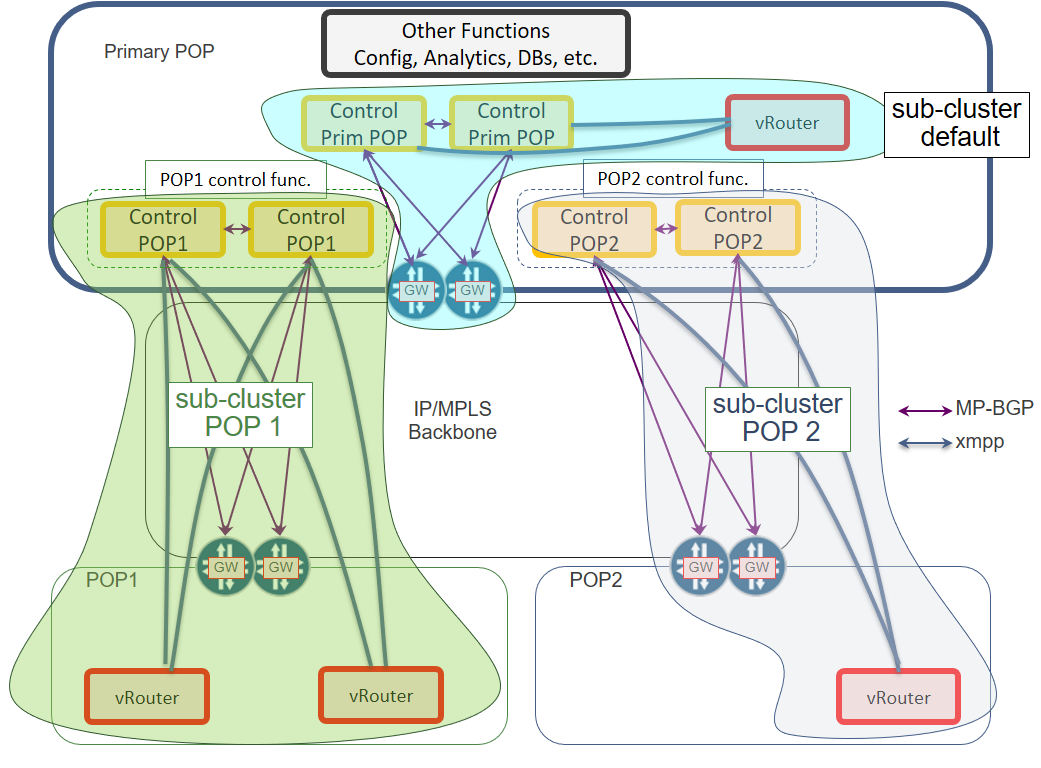 Other Functions
Config, Analytics, DBs, etc.
Primary POP
Control
Prim POP
Control
Prim POP
vRouter
sub-cluster
default
POP1 control func.
POP2 control func.
Control
POP1
Control
POP1
Control
POP2
Control
POP2
GW
GW
sub-cluster
POP 1
IP/MPLS
Backbone
sub-cluster
POP 2
MP-BGP
xmpp
GW
GW
GW
GW
POP1
POP2
vRouter
vRouter
vRouter